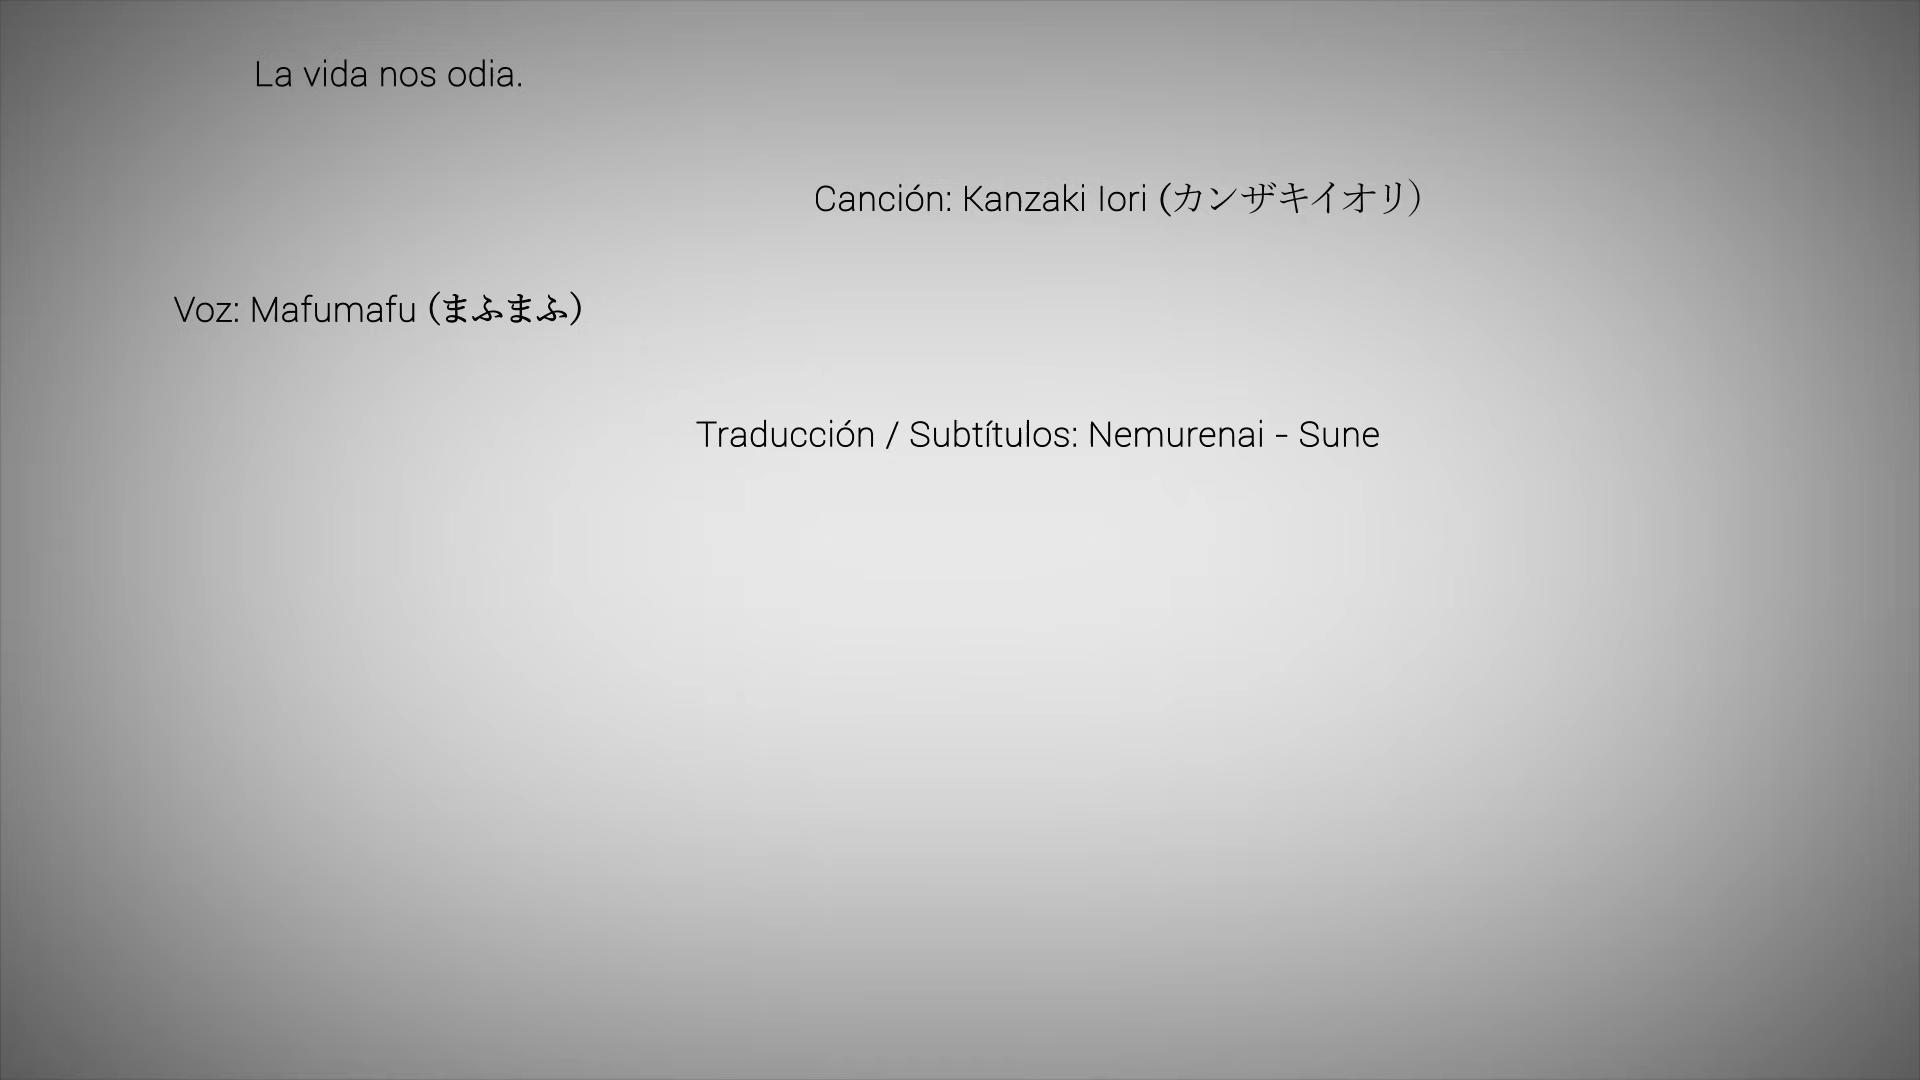 La vida nos odia.
Canción: Kanzaki Iori (カンザキイオリ)
Voz: Mafumafu (まふまふ)
Traducción / Subtítulos: Nemurenai - Sune